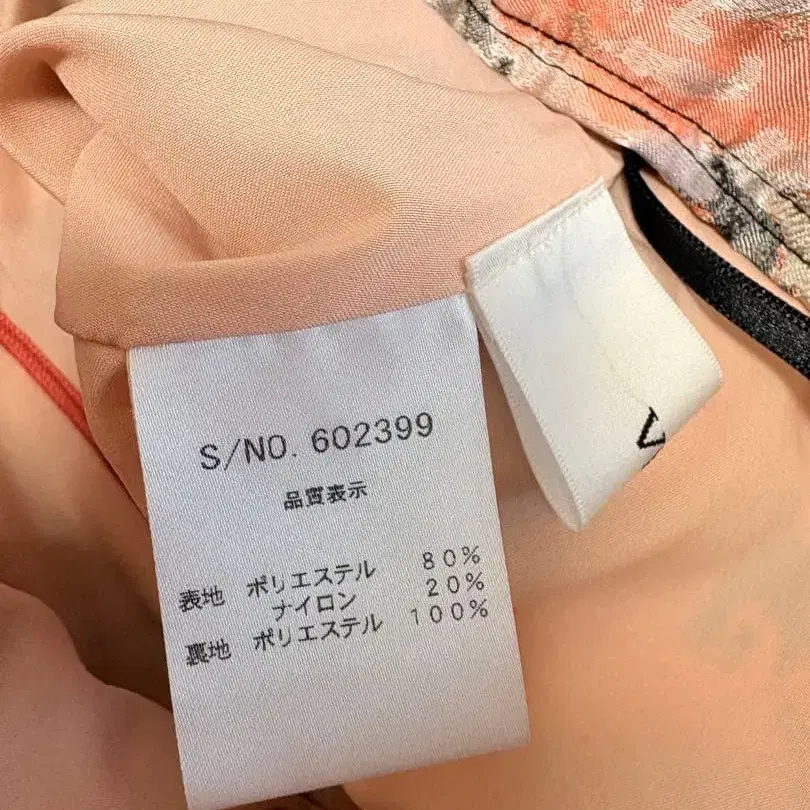 S/NO. 602399
品質表示
表地 ポリエステル 80%
ナイロン 20%
裏地 ポリエステル 100%
V